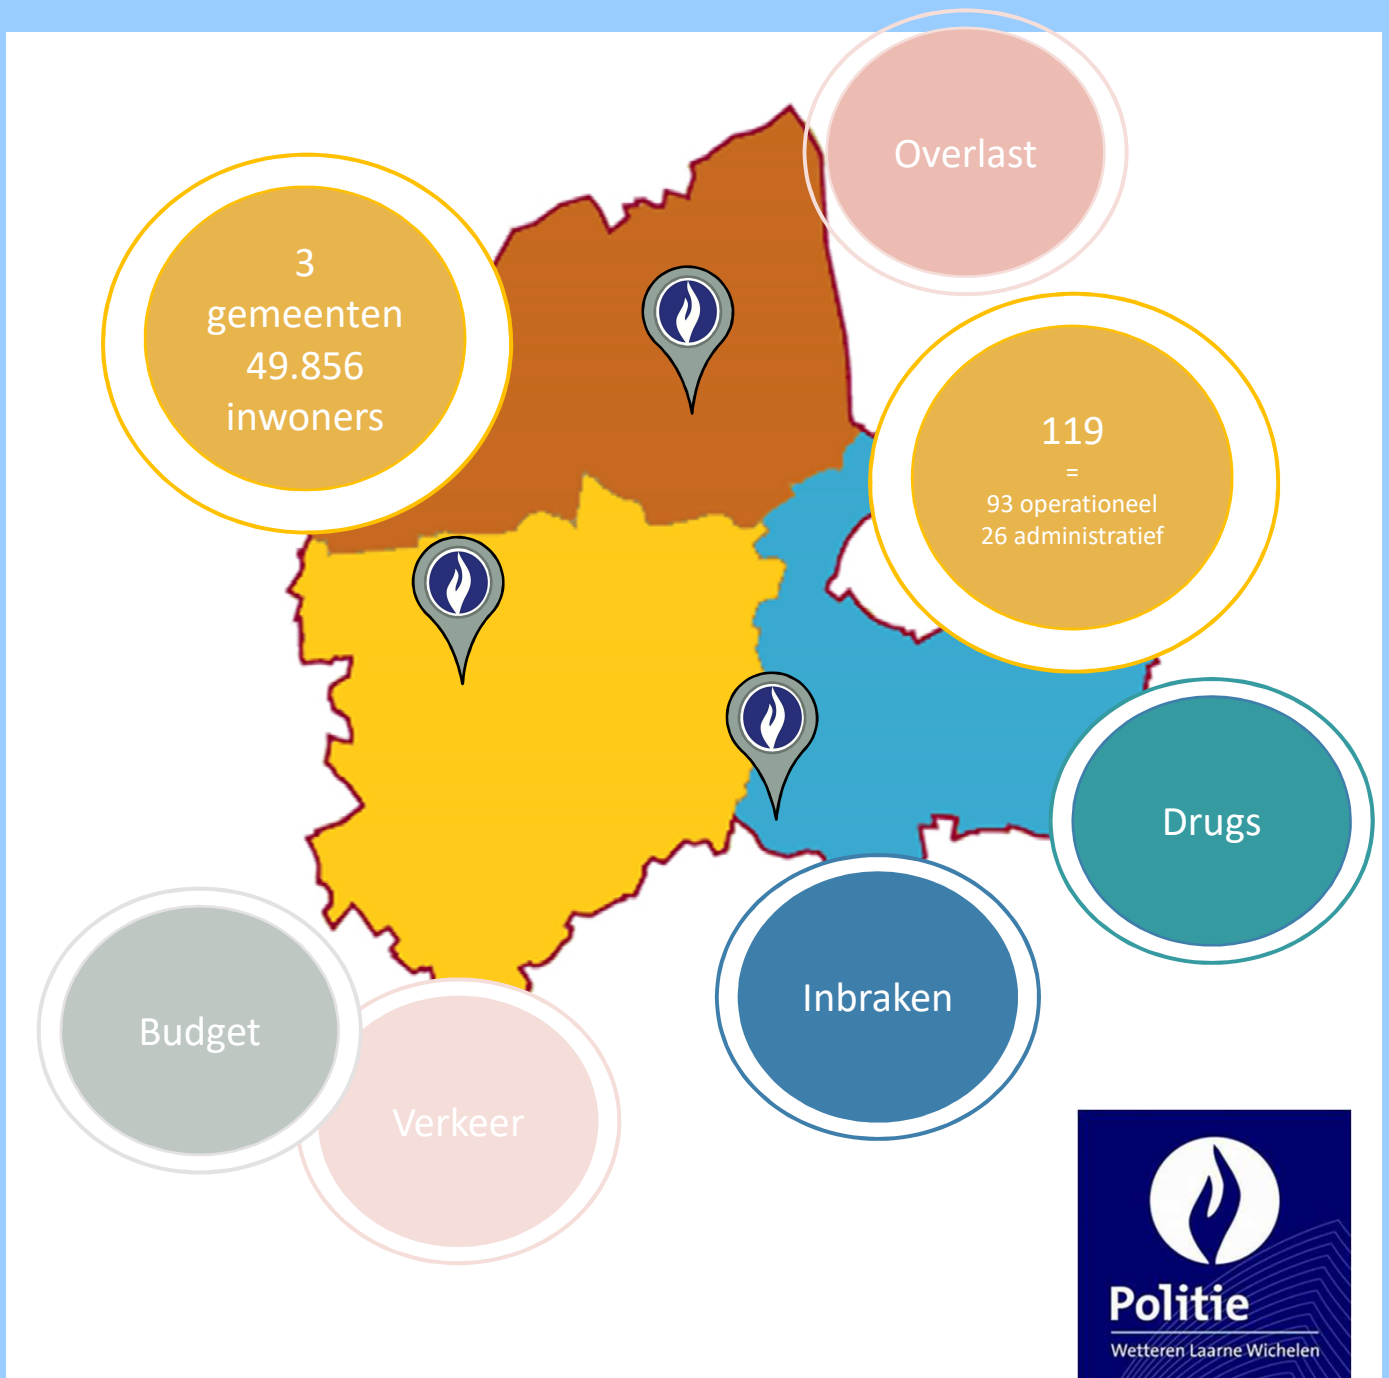 Overlast
3
gemeenten
49.856
inwoners
119
=
93 operationeel
26 administratief
Drugs
Inbraken
Budget
Verkeer
Politie
Wetteren Laarne Wichelen